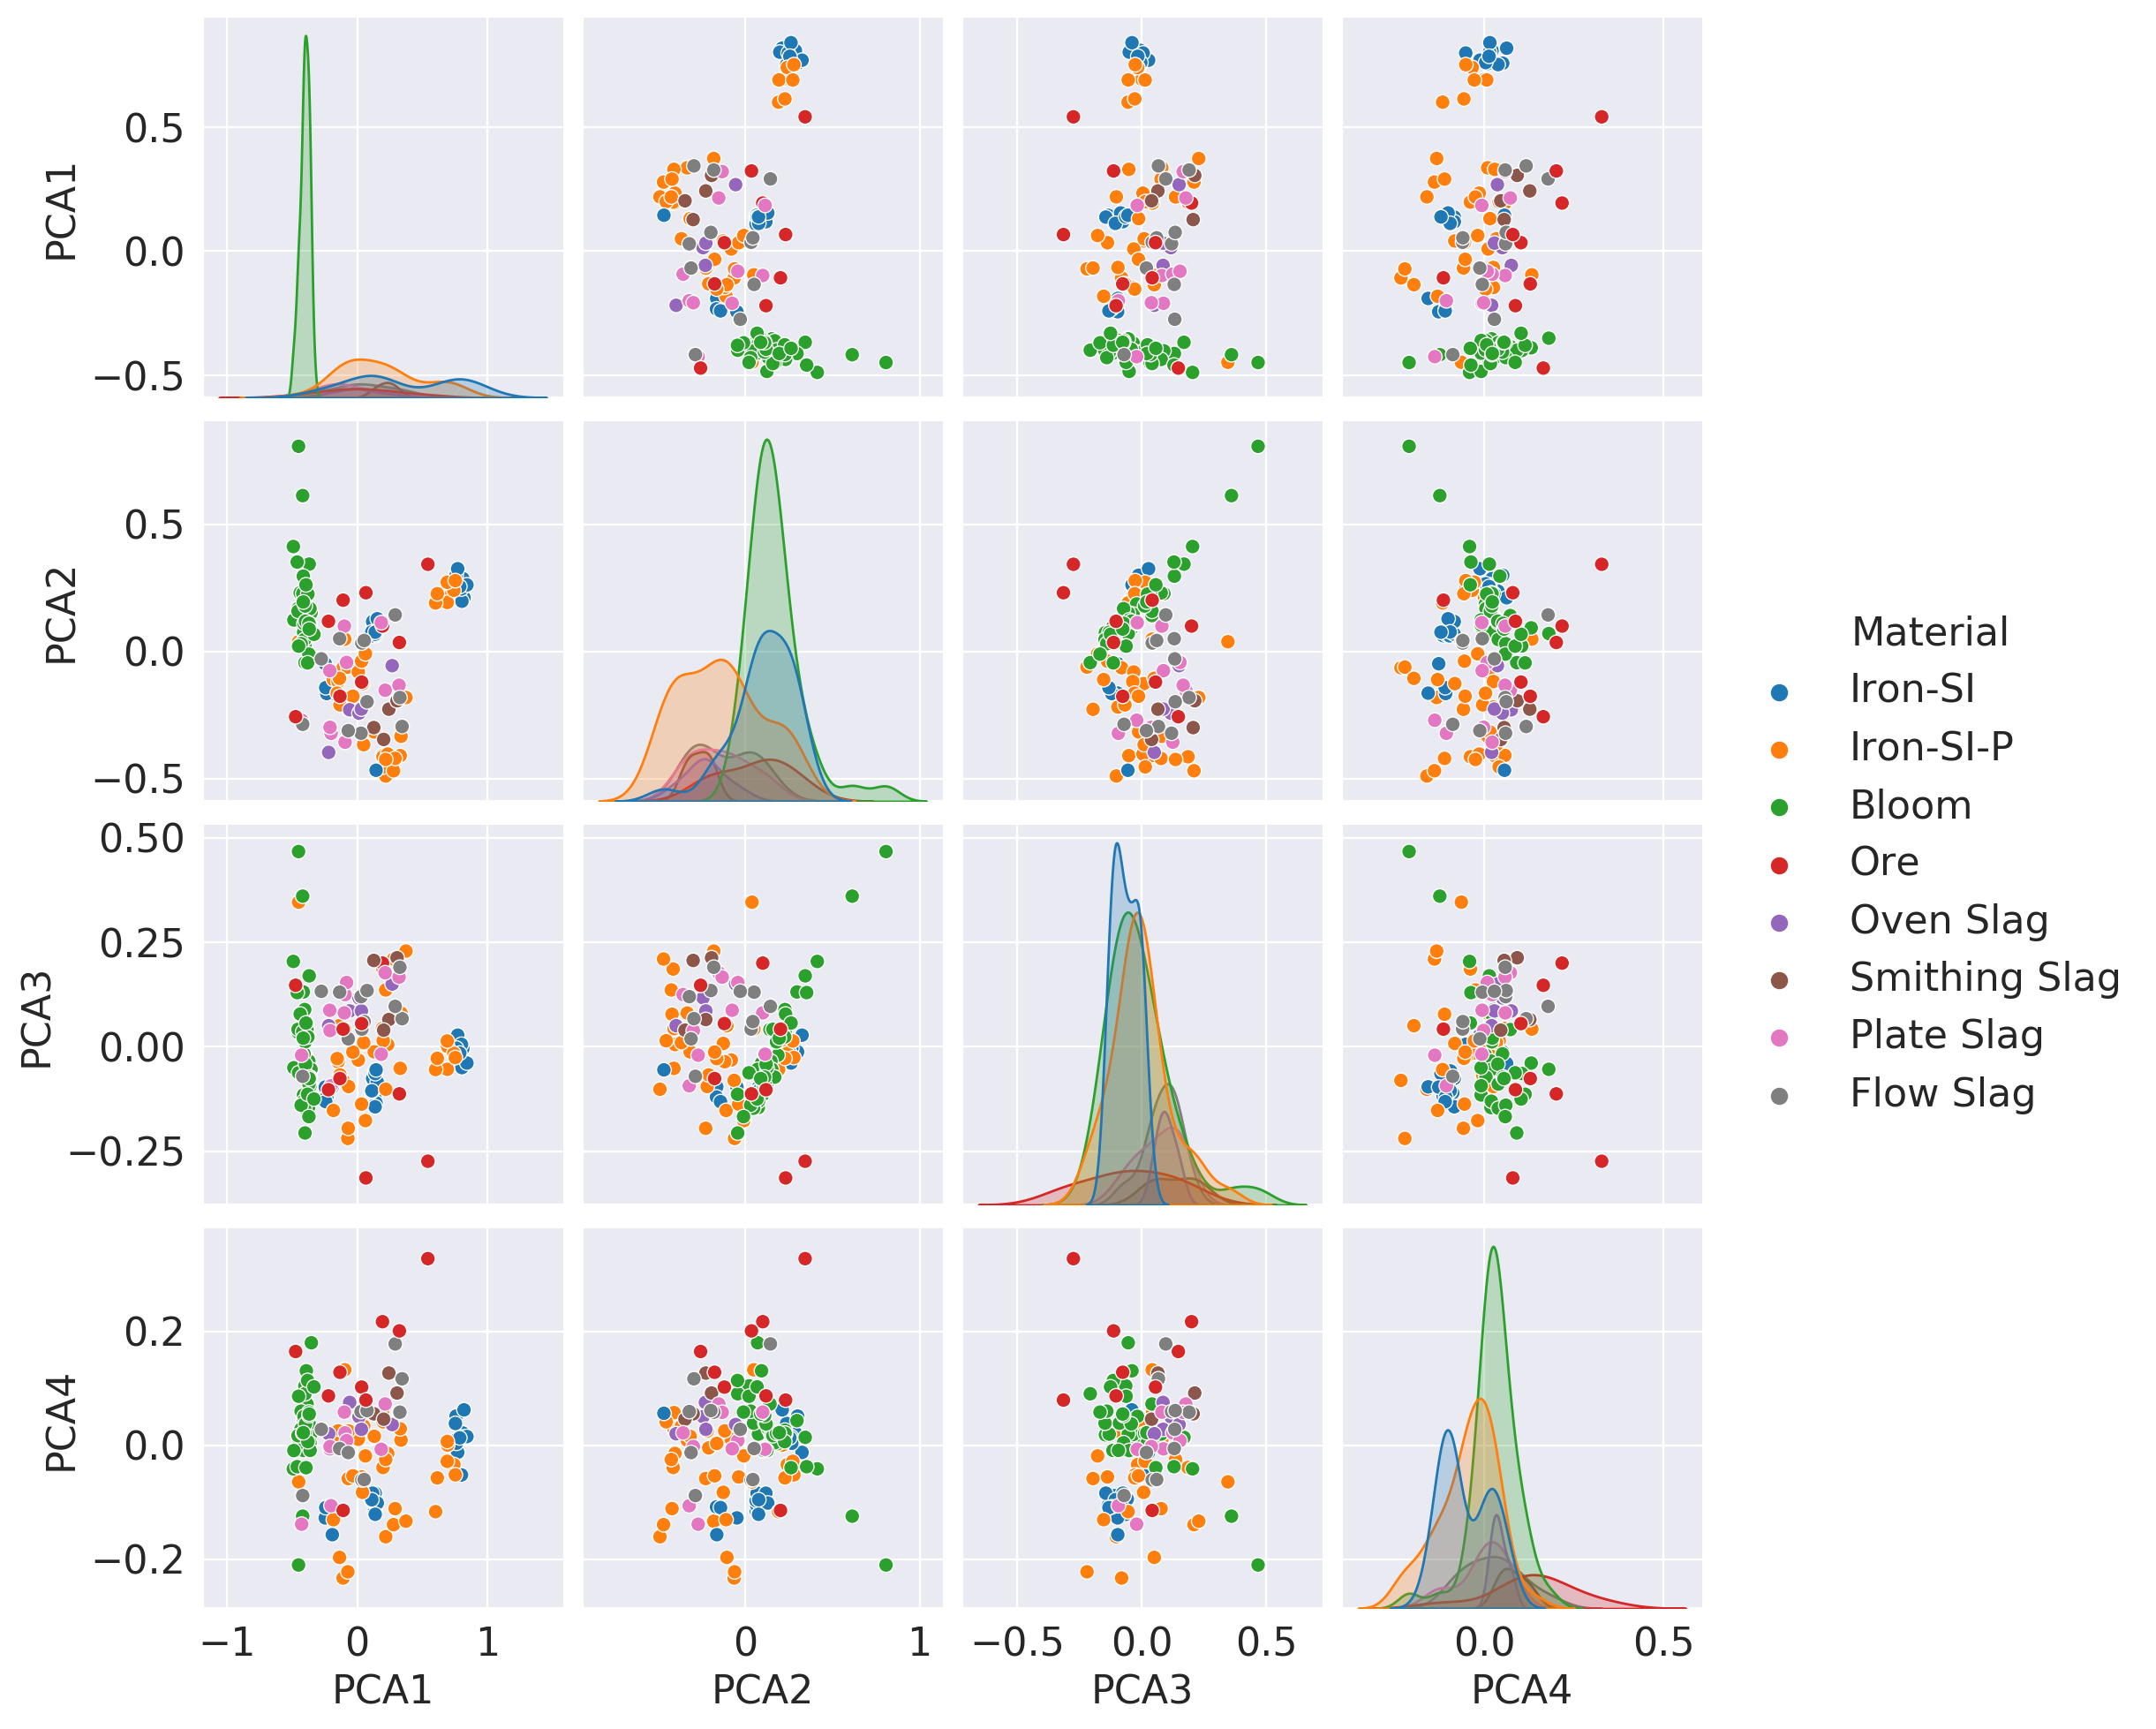 PCA1
0.5
0.0
−0.5
PCA2
0.5
0.0
−0.5
PCA3
0.50
0.25
0.00
−0.25
PCA4
0.2
0.0
−0.2
−1 0 1
0 1
−0.5 0.0 0.5
0.0 0.5
PCA1 PCA2 PCA3 PCA4
Material
Iron-SI
Iron-SI-P
Bloom
Ore
Oven Slag
Smithing Slag
Plate Slag
Flow Slag